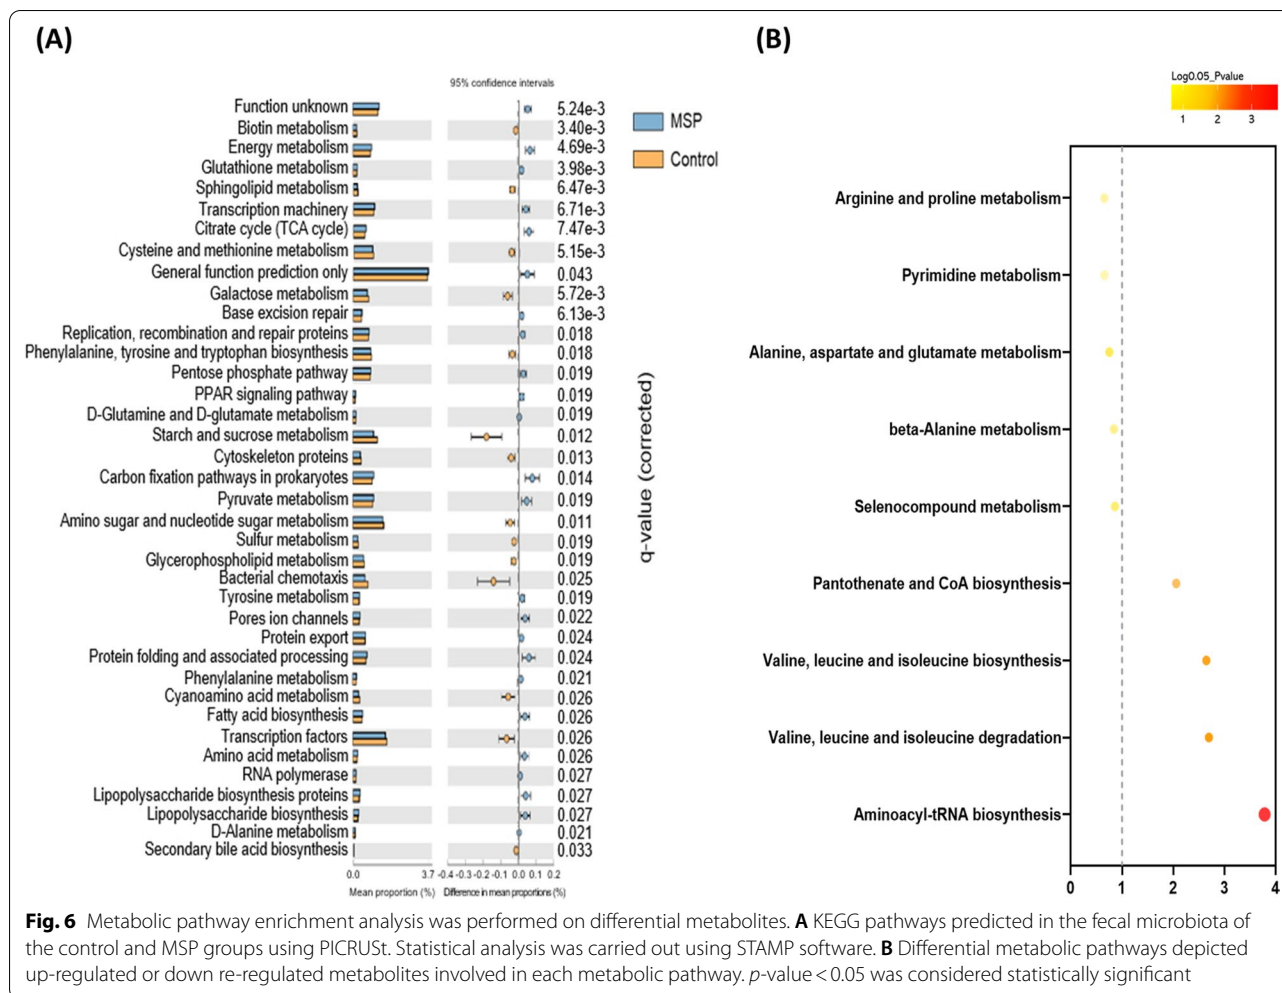 (A)
95% confidence intervals
Function unknown 5.24e-3
Biotin metabolism 3.40e-3
Energy metabolism 4.69e-3
Glutathione metabolism 3.98e-3
Sphingolipid metabolism 6.47e-3
Transcription machinery 6.71e-3
Citrate cycle (TCA cycle) 7.47e-3
Cysteine and methionine metabolism 5.15e-3
General function prediction only 0.043
Galactose metabolism 5.72e-3
Base excision repair 6.13e-3
Replication, recombination and repair proteins 0.018
Phenylalanine, tyrosine and tryptophan biosynthesis 0.018
Pentose phosphate pathway 0.019
PPAR signaling pathway 0.019
D-Glutamine and D-glutamate metabolism 0.019
Starch and sucrose metabolism 0.012
Cytoskeleton proteins 0.013
Carbon fixation pathways in prokaryotes 0.014
Pyruvate metabolism 0.019
Amino sugar and nucleotide sugar metabolism 0.011
Sulfur metabolism 0.019
Glycerophospholipid metabolism 0.019
Bacterial chemotaxis 0.025
Tyrosine metabolism 0.019
Pores ion channels 0.022
Protein export 0.024
Protein folding and associated processing 0.024
Phenylalanine metabolism 0.021
Cyanoamino acid metabolism 0.026
Fatty acid biosynthesis 0.026
Transcription factors 0.026
Amino acid metabolism 0.026
RNA polymerase 0.027
Lipopolysaccharide biosynthesis proteins 0.027
Lipopolysaccharide biosynthesis 0.027
D-Alanine metabolism 0.021
Secondary bile acid biosynthesis 0.033
0.0 3.7 -0.4 -0.3 -0.2 -0.1 0.0 0.1 0.2
Mean proportion (%) Difference in mean proportions (%)
MSP
Control
q-value (corrected)
(B)
Log0.05_Pvalue
1 2 3
Arginine and proline metabolism
Pyrimidine metabolism
Alanine, aspartate and glutamate metabolism
beta-Alanine metabolism
Selenocompound metabolism
Pantothenate and CoA biosynthesis
Valine, leucine and isoleucine biosynthesis
Valine, leucine and isoleucine degradation
Aminoacyl-tRNA biosynthesis
0 1 2 3 4
Fig. 6 Metabolic pathway enrichment analysis was performed on differential metabolites. A KEGG pathways predicted in the fecal microbiota of
the control and MSP groups using PICRUSt. Statistical analysis was carried out using STAMP software. B Differential metabolic pathways depicted
up-regulated or down re-regulated metabolites involved in each metabolic pathway. p-value < 0.05 was considered statistically significant